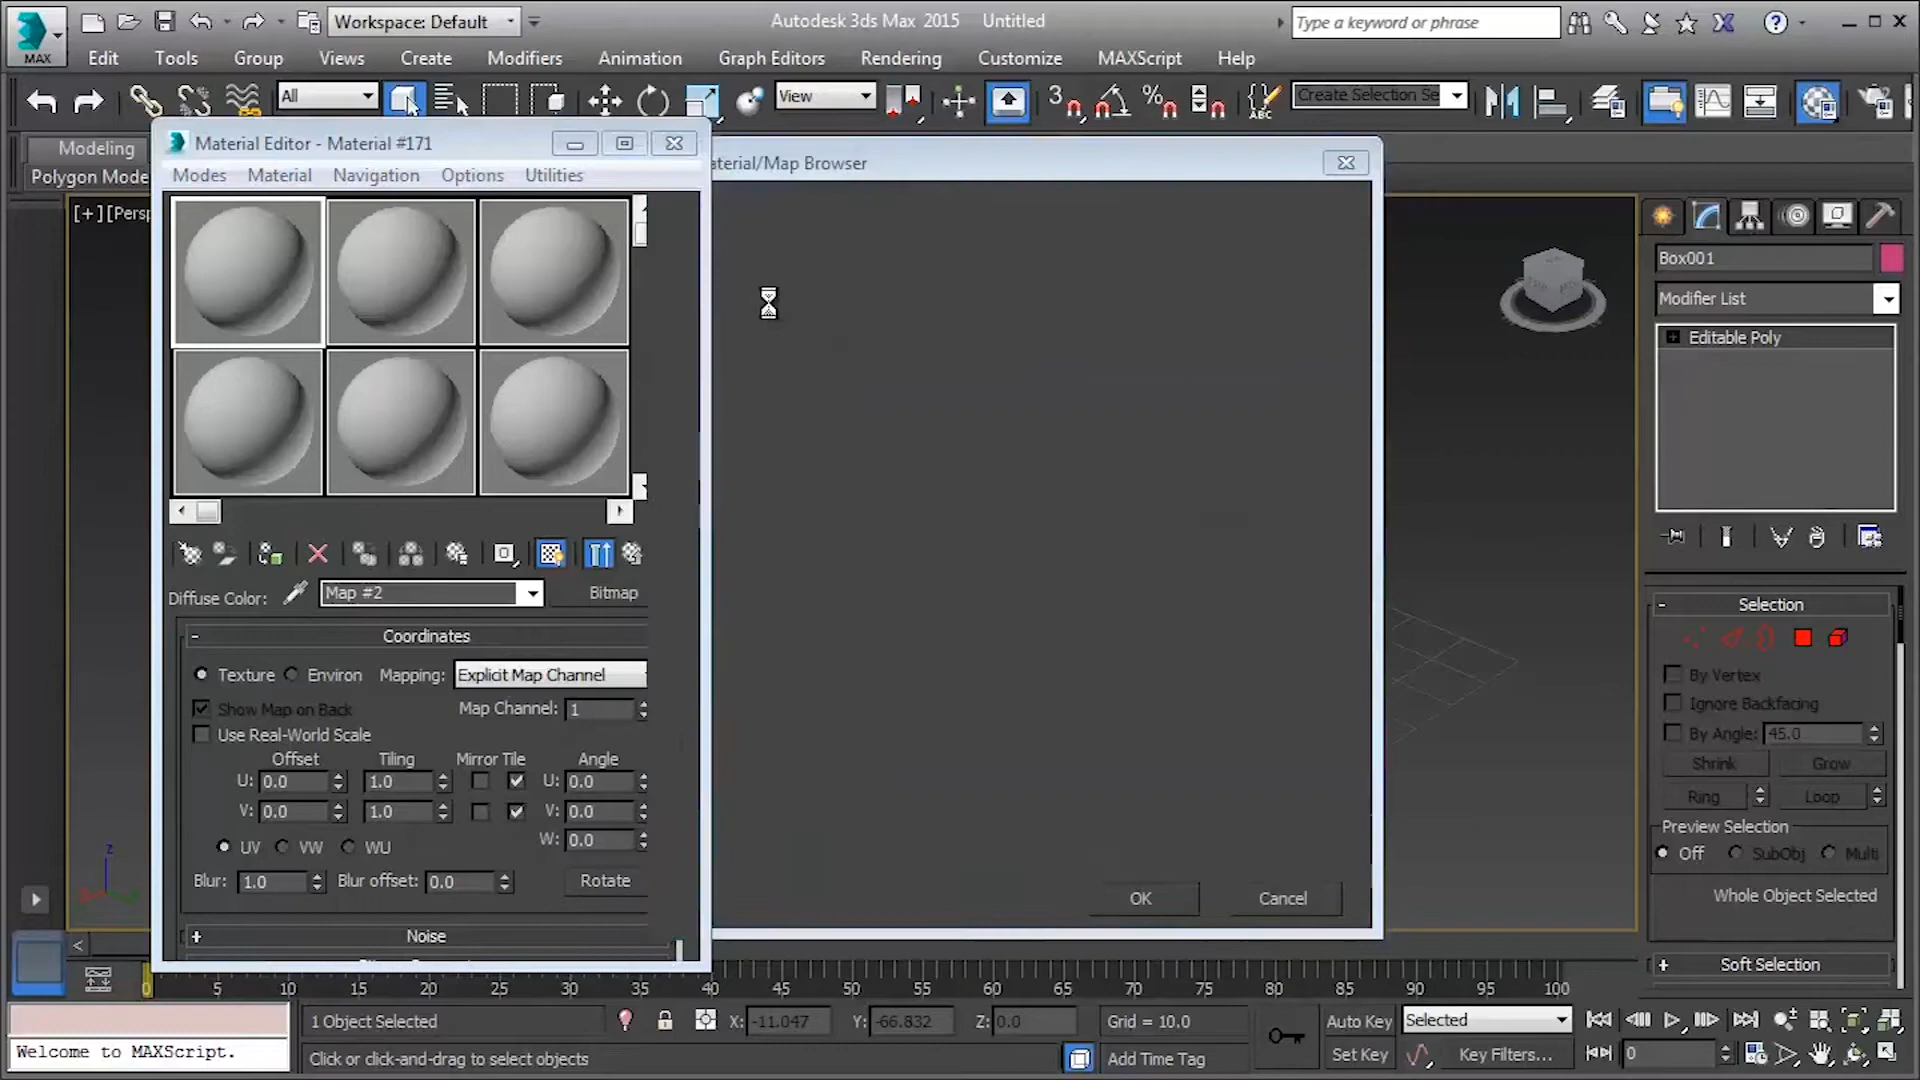 Workspace: Default
Autodesk 3ds Max 2015 Untitled
Type a keyword or phrase
MAX
Edit Tools Group Views Create Modifiers Animation Graph Editors Rendering Customize MAXScript Help
All
View
3
ABC
Create Selection Se
Modeling
Polygon Mode
[+][Persp
Material Editor - Material #171
Modes Material Navigation Options Utilities
aterial/Map Browser
Diffuse Color: Map #2 Bitmap
- Coordinates
Texture Environ Mapping: Explicit Map Channel
Show Map on Back Map Channel: 1
Use Real-World Scale
Offset Tiling Mirror Tile Angle
U: 0.0 1.0 U: 0.0
V: 0.0 1.0 V: 0.0
W: 0.0
UV VW WU
Blur: 1.0 Blur offset: 0.0 Rotate
+ Noise
OK Cancel
z
Box001
Modifier List
Editable Poly
- Selection
By Vertex
Ignore Backfacing
By Angle: 45.0
Shrink Grow
Ring Loop
Preview Selection
Off SubObj Multi
Whole Object Selected
+ Soft Selection
<
0 5 10 15 20 25 30 35 40 45 50 55 60 65 70 75 80 85 90 95 100
1 Object Selected X: -11.047 Y: -66.832 Z: 0.0 Grid = 10.0 Auto Key Selected
Welcome to MAXScript.
Click or click-and-drag to select objects Add Time Tag Set Key Key Filters... 0